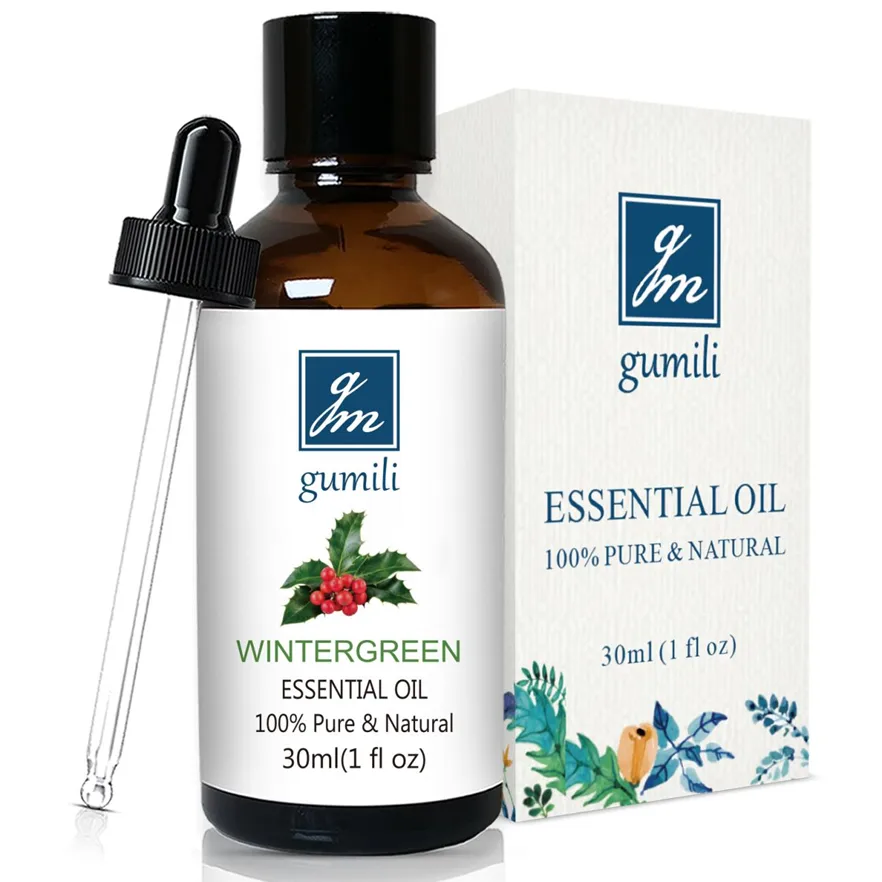 gm
gumili
WINTERGREEN
ESSENTIAL OIL
100% Pure & Natural
30ml(1 fl oz)
gm
gumili
ESSENTIAL OIL
100% PURE & NATURAL
30ml (1 fl oz)